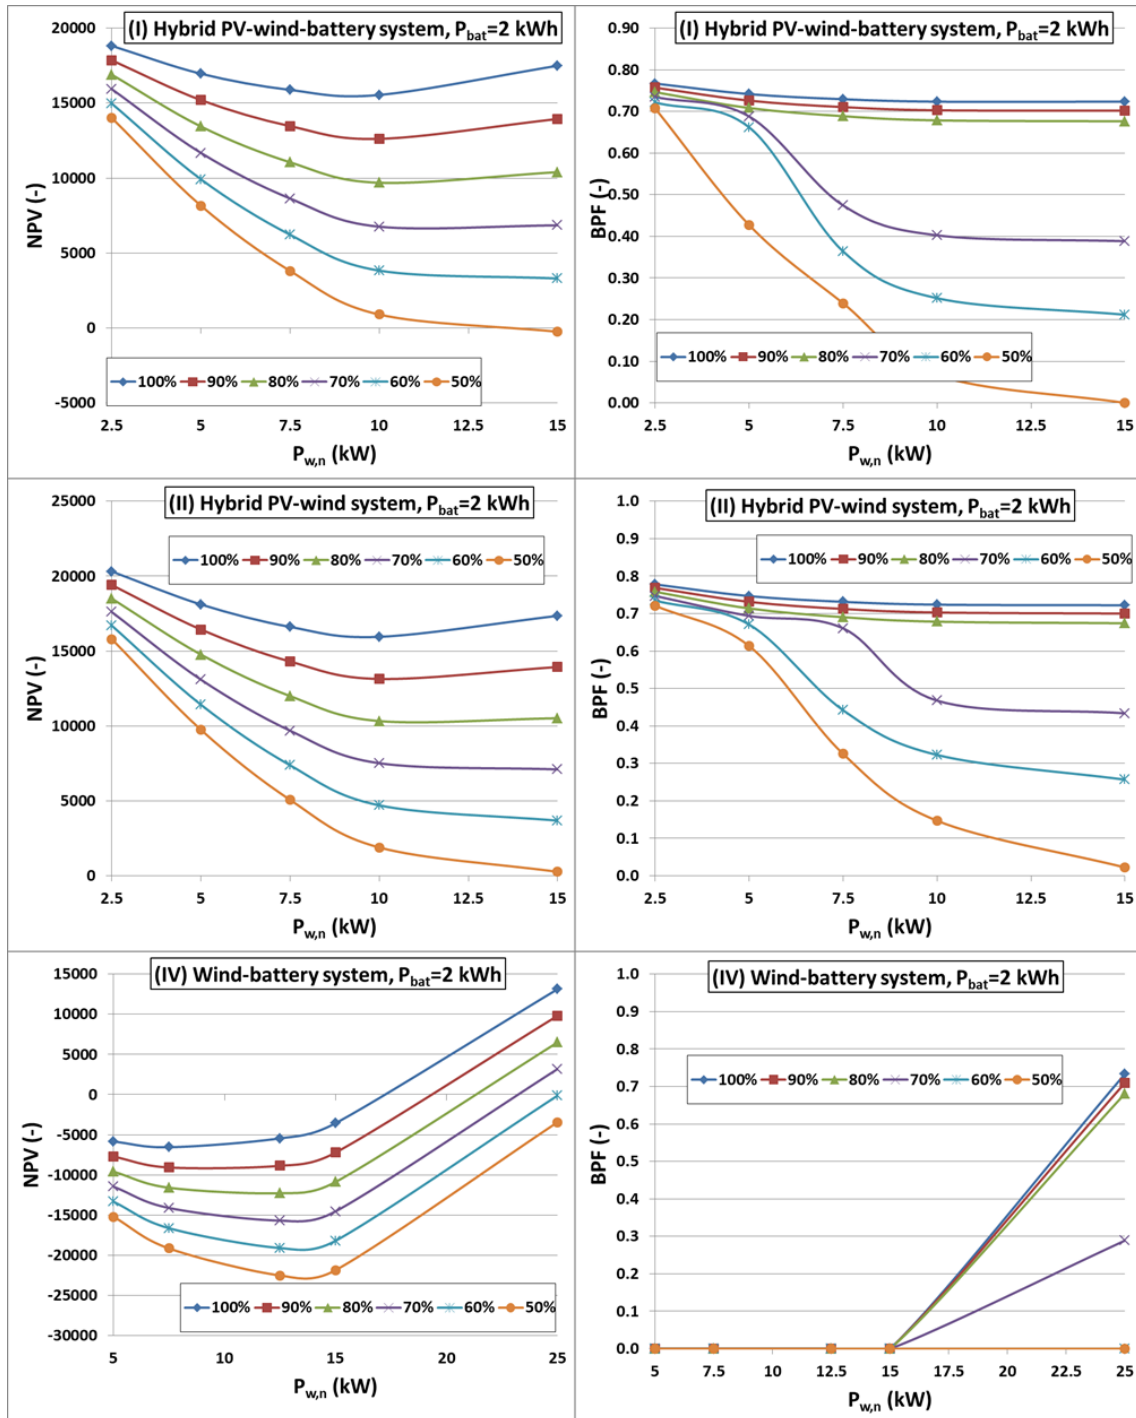 (I) Hybrid PV-wind-battery system, Pbat=2 kWh
20000
15000
10000
5000
0
-5000
NPV (-)
100% 90% 80% 70% 60% 50%
2.5 5 7.5 10 12.5 15
Pw,n (kW)
(I) Hybrid PV-wind-battery system, Pbat=2 kWh
0.90
0.80
0.70
0.60
0.50
0.40
0.30
0.20
0.10
0.00
BPF (-)
100% 90% 80% 70% 60% 50%
2.5 5 7.5 10 12.5 15
Pw,n (kW)
(II) Hybrid PV-wind system, Pbat=2 kWh
25000
20000
15000
10000
5000
0
NPV (-)
100% 90% 80% 70% 60% 50%
2.5 5 7.5 10 12.5 15
Pw,n (kW)
(II) Hybrid PV-wind system, Pbat=2 kWh
1.0
0.9
0.8
0.7
0.6
0.5
0.4
0.3
0.2
0.1
0.0
BPF (-)
100% 90% 80% 70% 60% 50%
2.5 5 7.5 10 12.5 15
Pw,n (kW)
(IV) Wind-battery system, Pbat=2 kWh
15000
10000
5000
0
-5000
-10000
-15000
-20000
-25000
-30000
NPV (-)
100% 90% 80% 70% 60% 50%
5 10 15 20 25
Pw,n (kW)
(IV) Wind-battery system, Pbat=2 kWh
1.0
0.9
0.8
0.7
0.6
0.5
0.4
0.3
0.2
0.1
0.0
BPF (-)
100% 90% 80% 70% 60% 50%
5 7.5 10 12.5 15 17.5 20 22.5 25
Pw,n (kW)